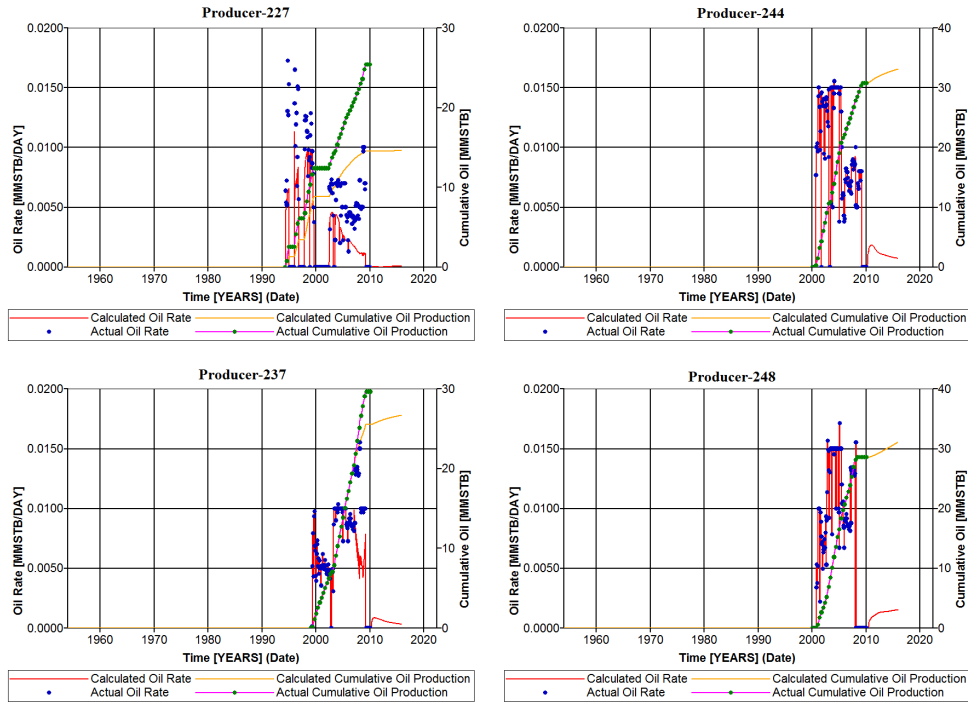 Producer-227
0.0200
0.0150
0.0100
0.0050
0.0000
Oil Rate [MMSTB/DAY]
30
20
10
0
Cumulative Oil [MMSTB]
1960 1970 1980 1990 2000 2010 2020
Time [YEARS] (Date)
Calculated Oil Rate Calculated Cumulative Oil Production
Actual Oil Rate Actual Cumulative Oil Production
Producer-244
0.0200
0.0150
0.0100
0.0050
0.0000
Oil Rate [MMSTB/DAY]
40
30
20
10
0
Cumulative Oil [MMSTB]
1960 1970 1980 1990 2000 2010 2020
Time [YEARS] (Date)
Calculated Oil Rate Calculated Cumulative Oil Production
Actual Oil Rate Actual Cumulative Oil Production
Producer-237
0.0200
0.0150
0.0100
0.0050
0.0000
Oil Rate [MMSTB/DAY]
30
20
10
0
Cumulative Oil [MMSTB]
1960 1970 1980 1990 2000 2010 2020
Time [YEARS] (Date)
Calculated Oil Rate Calculated Cumulative Oil Production
Actual Oil Rate Actual Cumulative Oil Production
Producer-248
0.0200
0.0150
0.0100
0.0050
0.0000
Oil Rate [MMSTB/DAY]
40
30
20
10
0
Cumulative Oil [MMSTB]
1960 1970 1980 1990 2000 2010 2020
Time [YEARS] (Date)
Calculated Oil Rate Calculated Cumulative Oil Production
Actual Oil Rate Actual Cumulative Oil Production